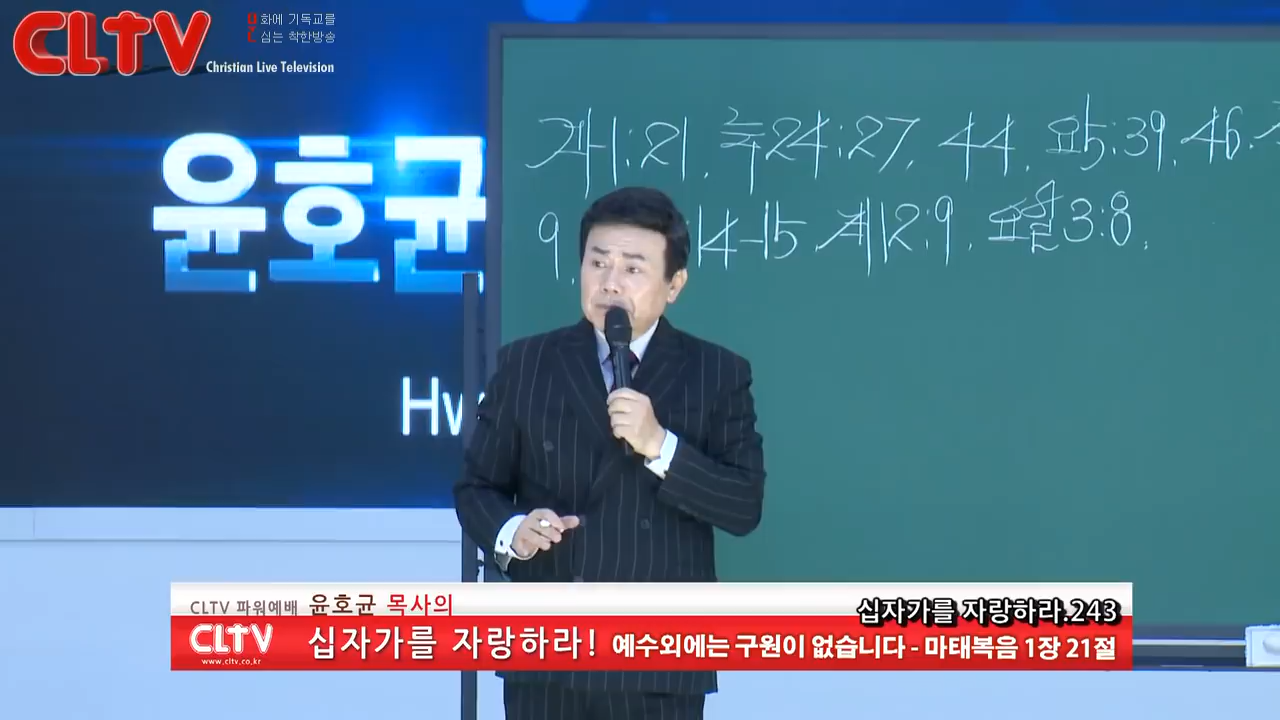 CLTV
문화에 기독교를
심는 착한방송
Christian Live Television
윤호균
Hw
1:21, 눅24:27, 44, 요5:39, 46.
9, 14-15, 계12:9, 요일3:8,
CLTV 파워예배 윤호균 목사의
십자가를 자랑하라.243
CLTV
www.cltv.co.kr
십자가를 자랑하라! 예수외에는 구원이 없습니다 - 마태복음 1장 21절